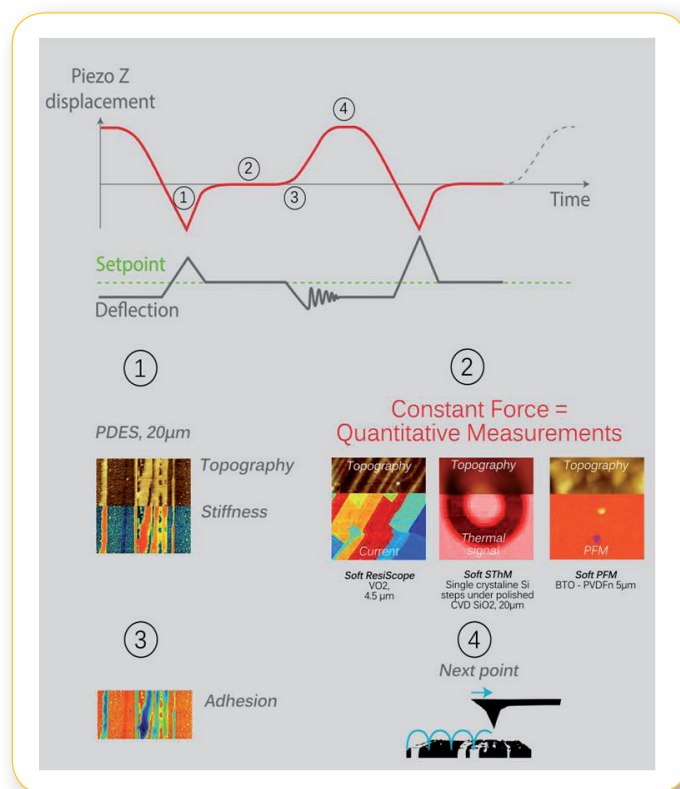 Piezo Z
displacement
④
②
①
③
Time
Setpoint
Deflection
①
②
Constant Force =
Quantitative Measurements
PDES, 20µm
Topography
Stiffness
Topography
Current
Topography
Thermal
signal
Topography
PFM
Soft ResiScope
VO2,
4.5 µm
Soft SThM
Single crystaline Si
steps under polished
CVD SiO2, 20µm
Soft PFM
BTO - PVDFn 5µm
③
④
Next point
Adhesion